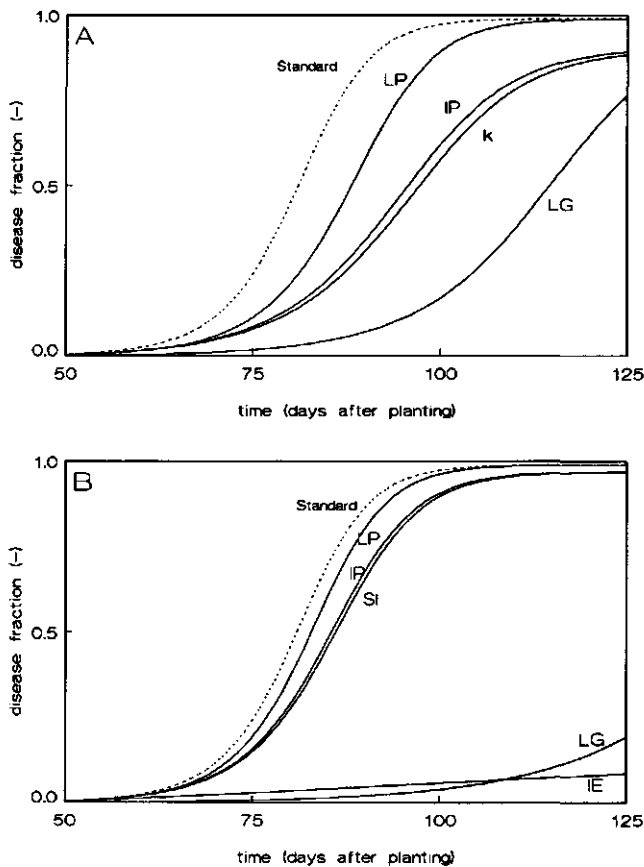 A
1.0
Standard
LP
IP
k
0.5
LG
disease fraction (-)
0.0
50
75
100
125
time (days after planting)
B
1.0
Standard
LP
IP
SI
0.5
LG
IE
disease fraction (-)
0.0
50
75
100
125
time (days after planting)